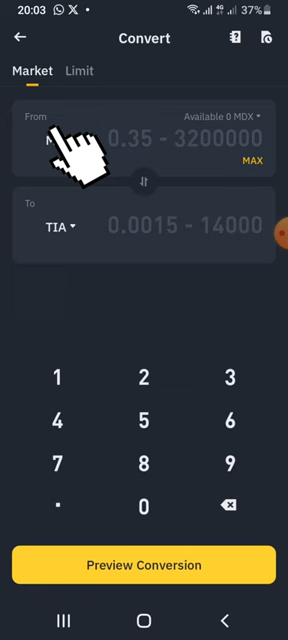 20:03 37%
Convert
Market Limit
From Available 0 MDX
0.35 - 3200000
MAX
To
TIA 0.0015 - 14000
1 2 3
4 5 6
7 8 9
. 0
Preview Conversion